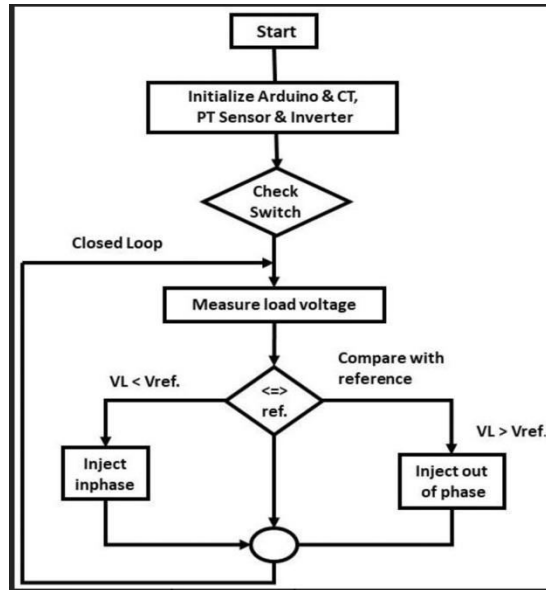 Start
Initialize Arduino & CT,
PT Sensor & Inverter
Check
Switch
Closed Loop
Measure load voltage
VL < Vref.
<=>
ref.
Compare with
reference
VL > Vref.
Inject
inphase
Inject out
of phase